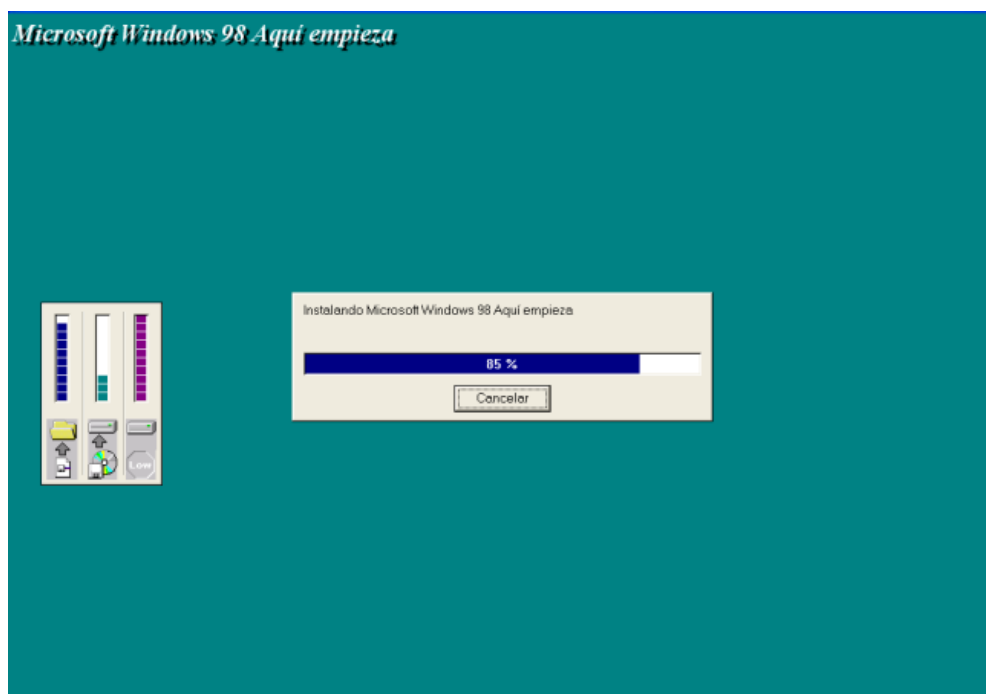 Microsoft Windows 98 Aquí empieza
Instalando Microsoft Windows 98 Aquí empieza
85 %
Cancelar
Low